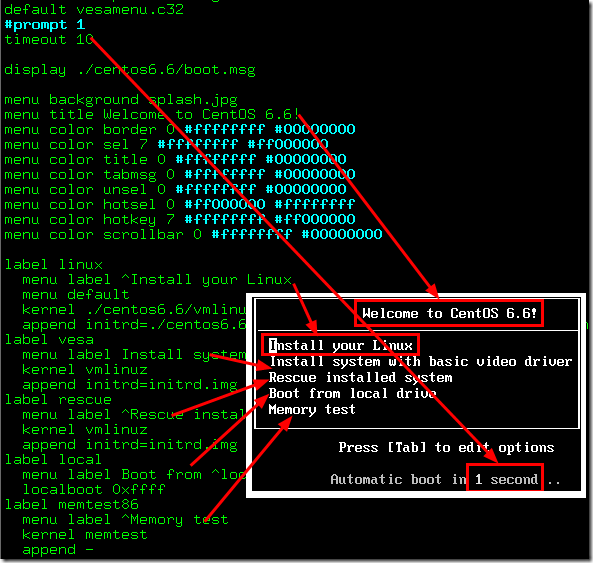 default vesamenu.c32
#prompt 1
timeout 10
display ./centos6.6/boot.msg
menu background splash.jpg
menu title Welcome to CentOS 6.6!
menu color border 0 #ffffffff #00000000
menu color sel 7 #ffffffff #ff000000
menu color title 0 #ffffffff #00000000
menu color tabmsg 0 #ffffffff #00000000
menu color unsel 0 #ffffffff #00000000
menu color hotsel 0 #ff000000 #ffffffff
menu color hotkey 7 #ffffffff #ff000000
menu color scrollbar 0 #ffffffff #00000000
label linux
menu label ^Install your Linux
menu default
kernel ./centos6.6/vmlinu
append initrd=./centos6.6
label vesa
menu label Install system
kernel vmlinuz
append initrd=initrd.img
label rescue
menu label ^Rescue instal
kernel vmlinuz
append initrd=initrd.img
label local
menu label Boot from ^loc
localboot 0xffff
label memtest86
menu label ^Memory test
kernel memtest
append -
Welcome to CentOS 6.6!
Install your Linux
Install system with basic video driver
Rescue installed system
Boot from local drive
Memory test
Press [Tab] to edit options
Automatic boot in 1 second...